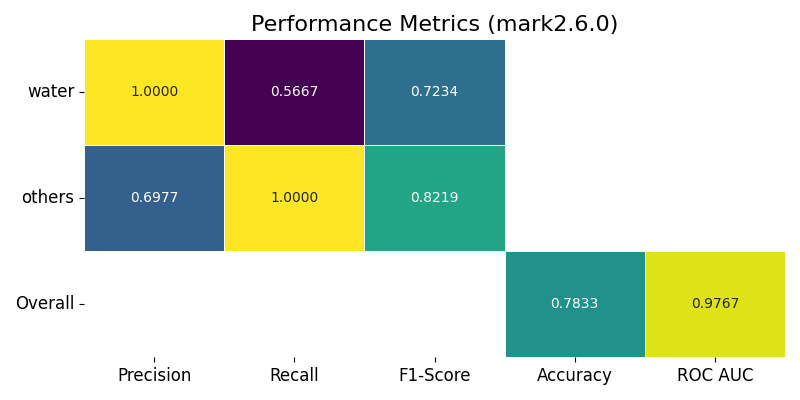 Performance Metrics (mark2.6.0)
water 1.0000 0.5667 0.7234
others 0.6977 1.0000 0.8219
Overall 0.7833 0.9767
Precision Recall F1-Score Accuracy ROC AUC